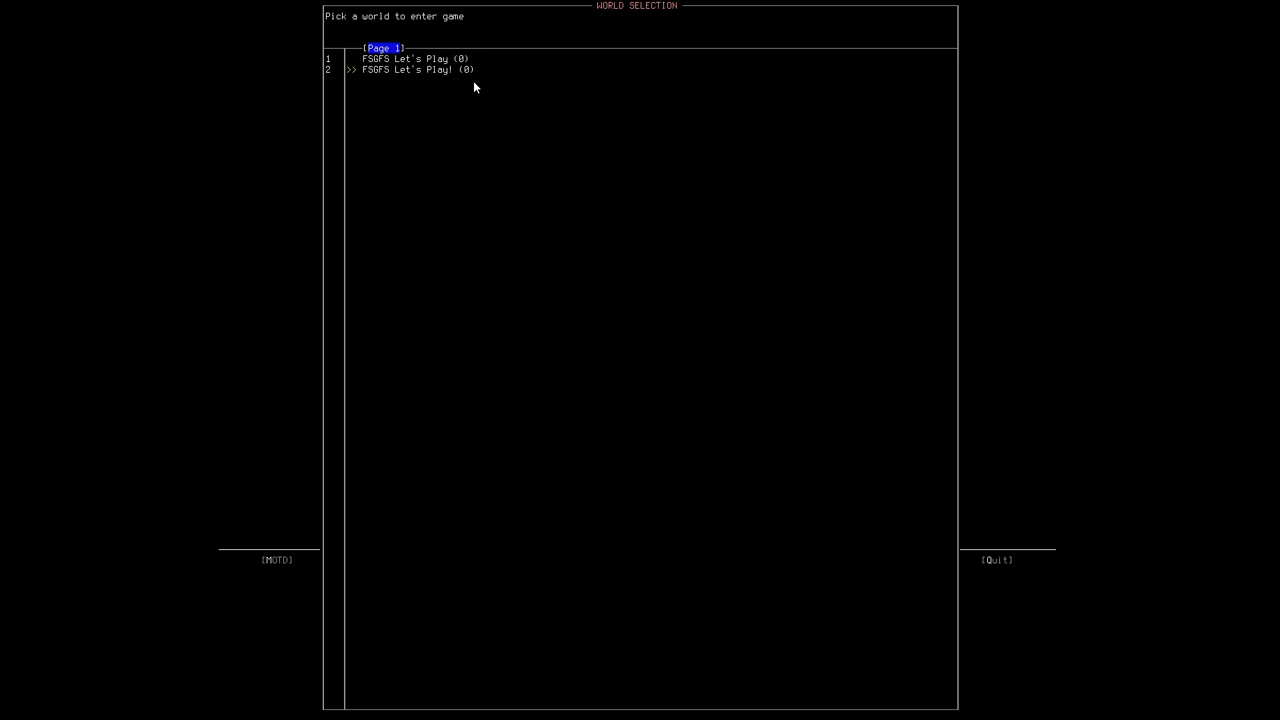 WORLD SELECTION
Pick a world to enter game
[Page 1]
1 FSGFS Let's Play (0)
2 >> FSGFS Let's Play! (0)
[MOTD]
[Quit]